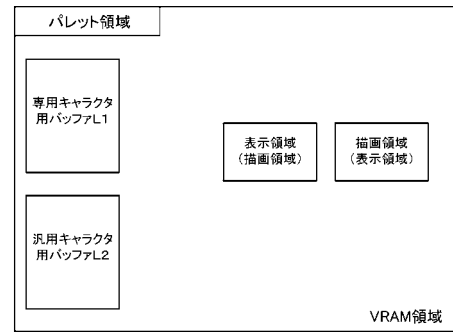 パレット領域
専用キャラクタ
用バッファL1
表示領域
(描画領域)
描画領域
(表示領域)
汎用キャラクタ
用バッファL2
VRAM領域